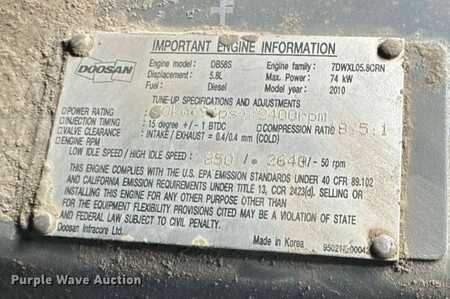 DOOSAN
IMPORTANT ENGINE INFORMATION
Engine model: DB58S Engine family: 7DWXL05.8CRN
Displacement: 5.8L Max. Power: 74 kW
Fuel: Diesel Model year: 2010
TUNE-UP SPECIFICATIONS AND ADJUSTMENTS
POWER RATING : 2400rpm
INJECTION TIMING : 15 degree +/- 1 BTDC COMPRESSION RATIO
VALVE CLEARANCE : INTAKE / EXHAUST = 0.4/0.4 mm (COLD)
ENGINE RPM
LOW IDLE SPEED / HIGH IDLE SPEED : 850 / 2640 /- 50 rpm
THIS ENGINE COMPLIES WITH THE U.S. EPA EMISSION STANDARDS UNDER 40 CFR 89.102
AND CALIFORNIA EMISSION REQUIREMENTS UNDER TITLE 13, CCR 2423(d). SELLING OR
INSTALLING THIS ENGINE FOR ANY OTHER PURPOSE OTHER THAN
FOR THE EQUIPMENT FLEXIBILITY PROVISIONS CITED MAY BE A VIOLATION OF STATE
AND FEDERAL LAW SUBJECT TO CIVIL PENALTY.
Doosan Infracore Ltd. Made in Korea
Purple Wave Auction